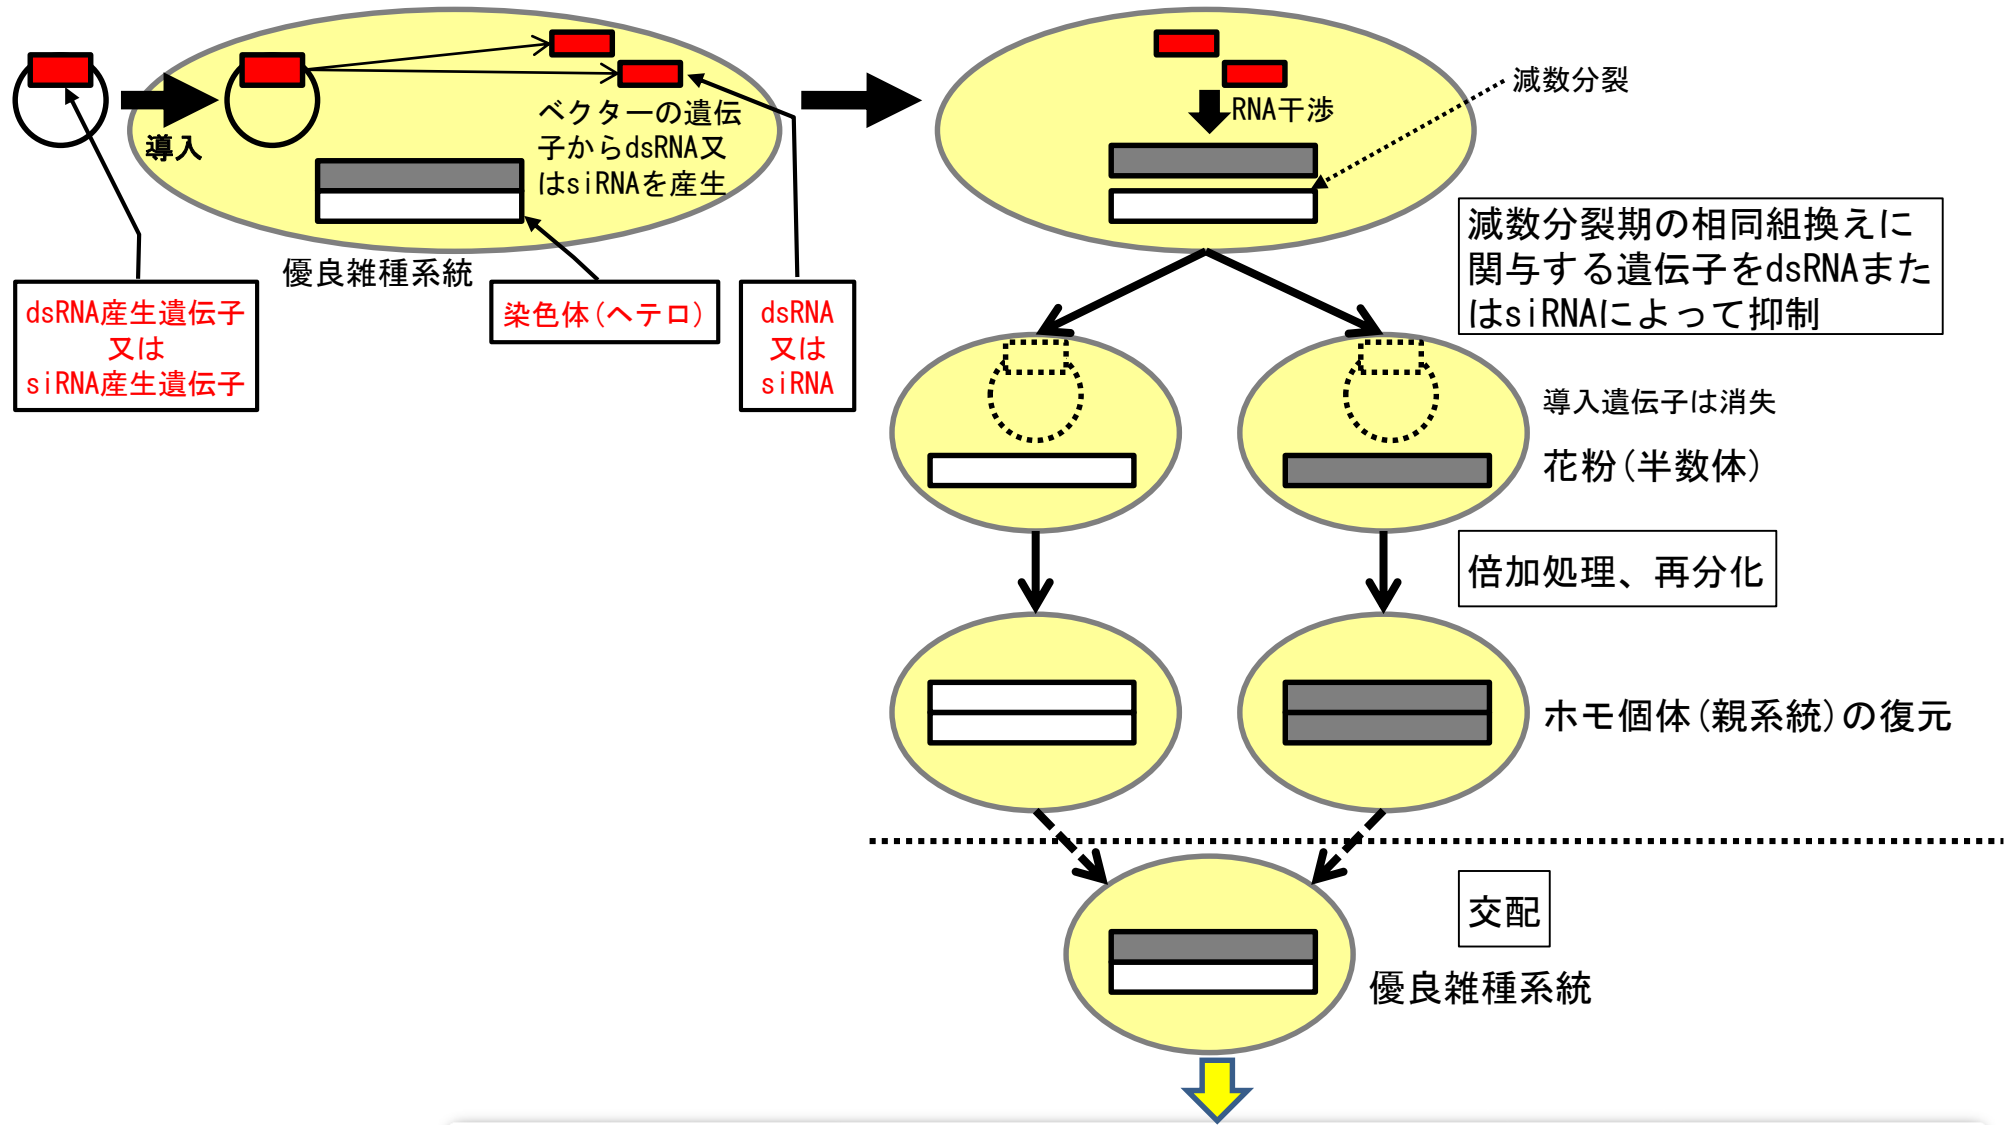 導入
ベクターの遺伝
子からdsRNA又
はsiRNAを産生
優良雑種系統
dsRNA産生遺伝子
又は
siRNA産生遺伝子
染色体(ヘテロ)
dsRNA
又は
siRNA
RNA干渉
減数分裂
減数分裂期の相同組換えに
関与する遺伝子をdsRNAまた
はsiRNAによって抑制
導入遺伝子は消失
花粉(半数体)
倍加処理、再分化
ホモ個体(親系統)の復元
交配
優良雑種系統